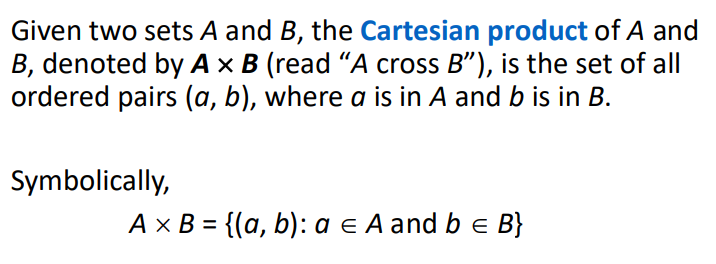 Given two sets A and B, the Cartesian product of A and
B, denoted by A × B (read “A cross B”), is the set of all
ordered pairs (a, b), where a is in A and b is in B.
Symbolically,
A × B = {(a, b): a ∈ A and b ∈ B}